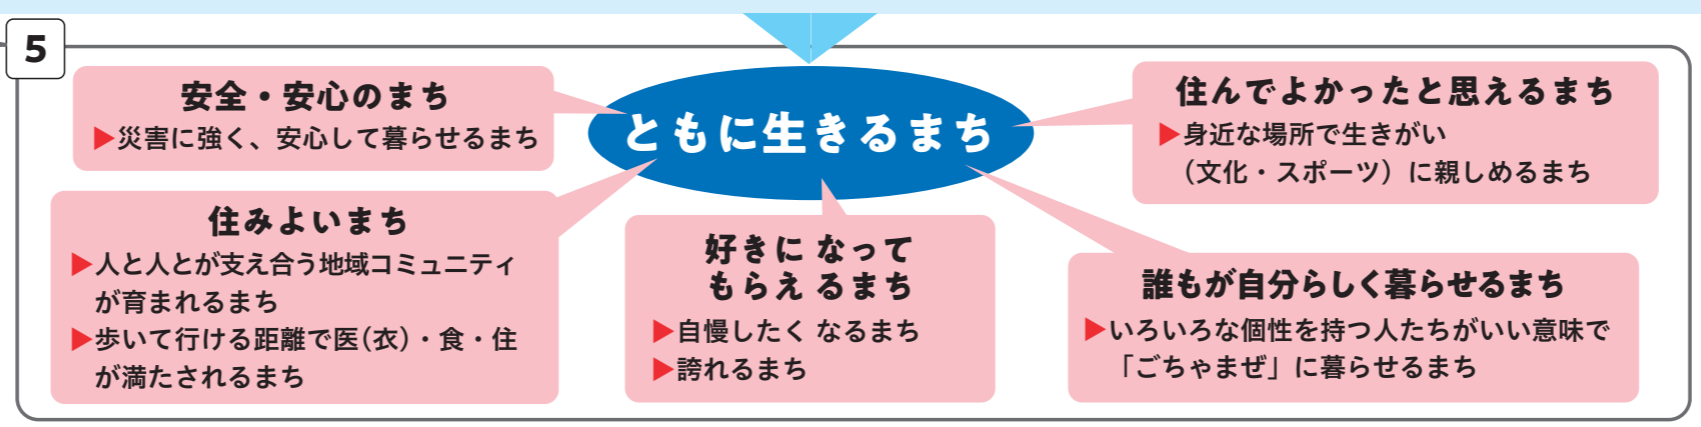 5
安全・安心のまち
▶災害に強く、安心して暮らせるまち
ともに生きるまち
住んでよかったと思えるまち
▶身近な場所で生きがい
（文化・スポーツ）に親しめるまち
住みよいまち
▶人と人とが支え合う地域コミュニティ
が育まれるまち
▶歩いて行ける距離で医(衣)・食・住
が満たされるまち
好きに なって
もらえ るまち
▶自慢したく なるまち
▶誇れるまち
誰もが自分らしく暮らせるまち
▶いろいろな個性を持つ人たちがいい意味で
「ごちゃまぜ」に暮らせるまち